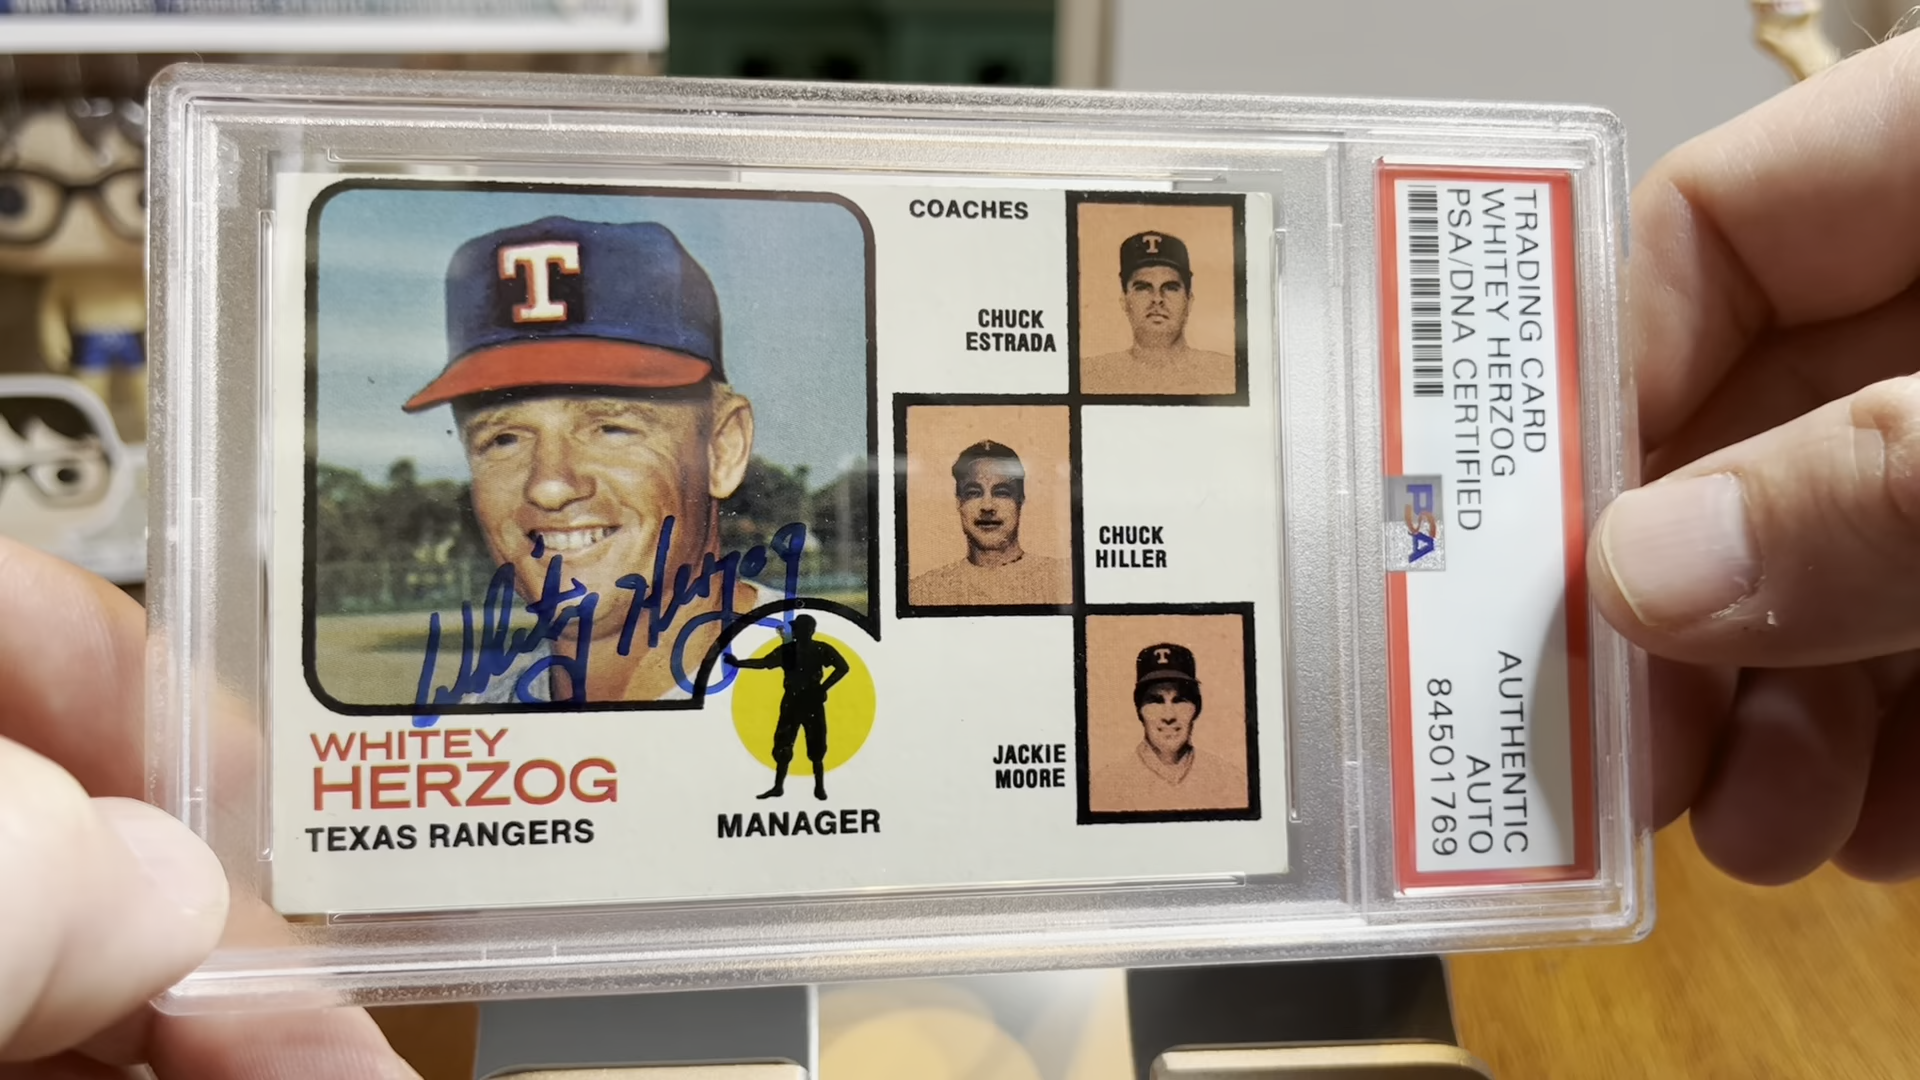 T
Whitey Herzog
WHITEY
HERZOG
TEXAS RANGERS
MANAGER
COACHES
CHUCK
ESTRADA
T
CHUCK
HILLER
T
JACKIE
MOORE
T
TRADING CARD
WHITEY HERZOG
PSA/DNA CERTIFIED
AUTHENTIC
AUTO
84501769
PSA